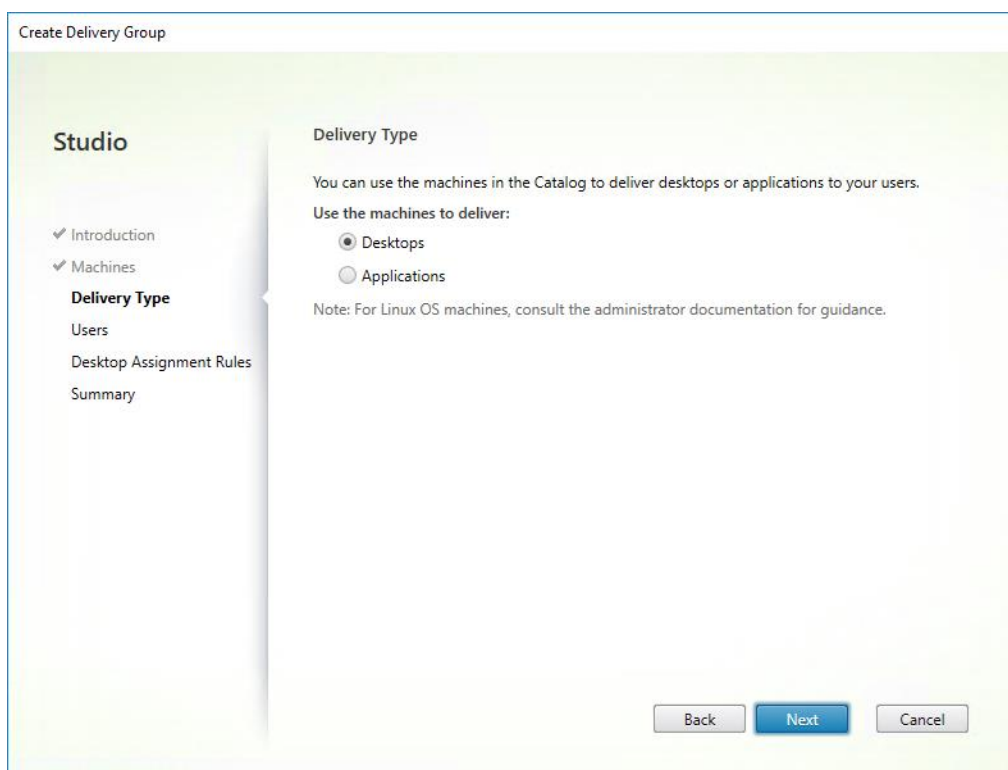 Create Delivery Group
Studio
Introduction
Machines
Delivery Type
Users
Desktop Assignment Rules
Summary
Delivery Type
You can use the machines in the Catalog to deliver desktops or applications to your users.
Use the machines to deliver:
Desktops
Applications
Note: For Linux OS machines, consult the administrator documentation for guidance.
Back
Next
Cancel